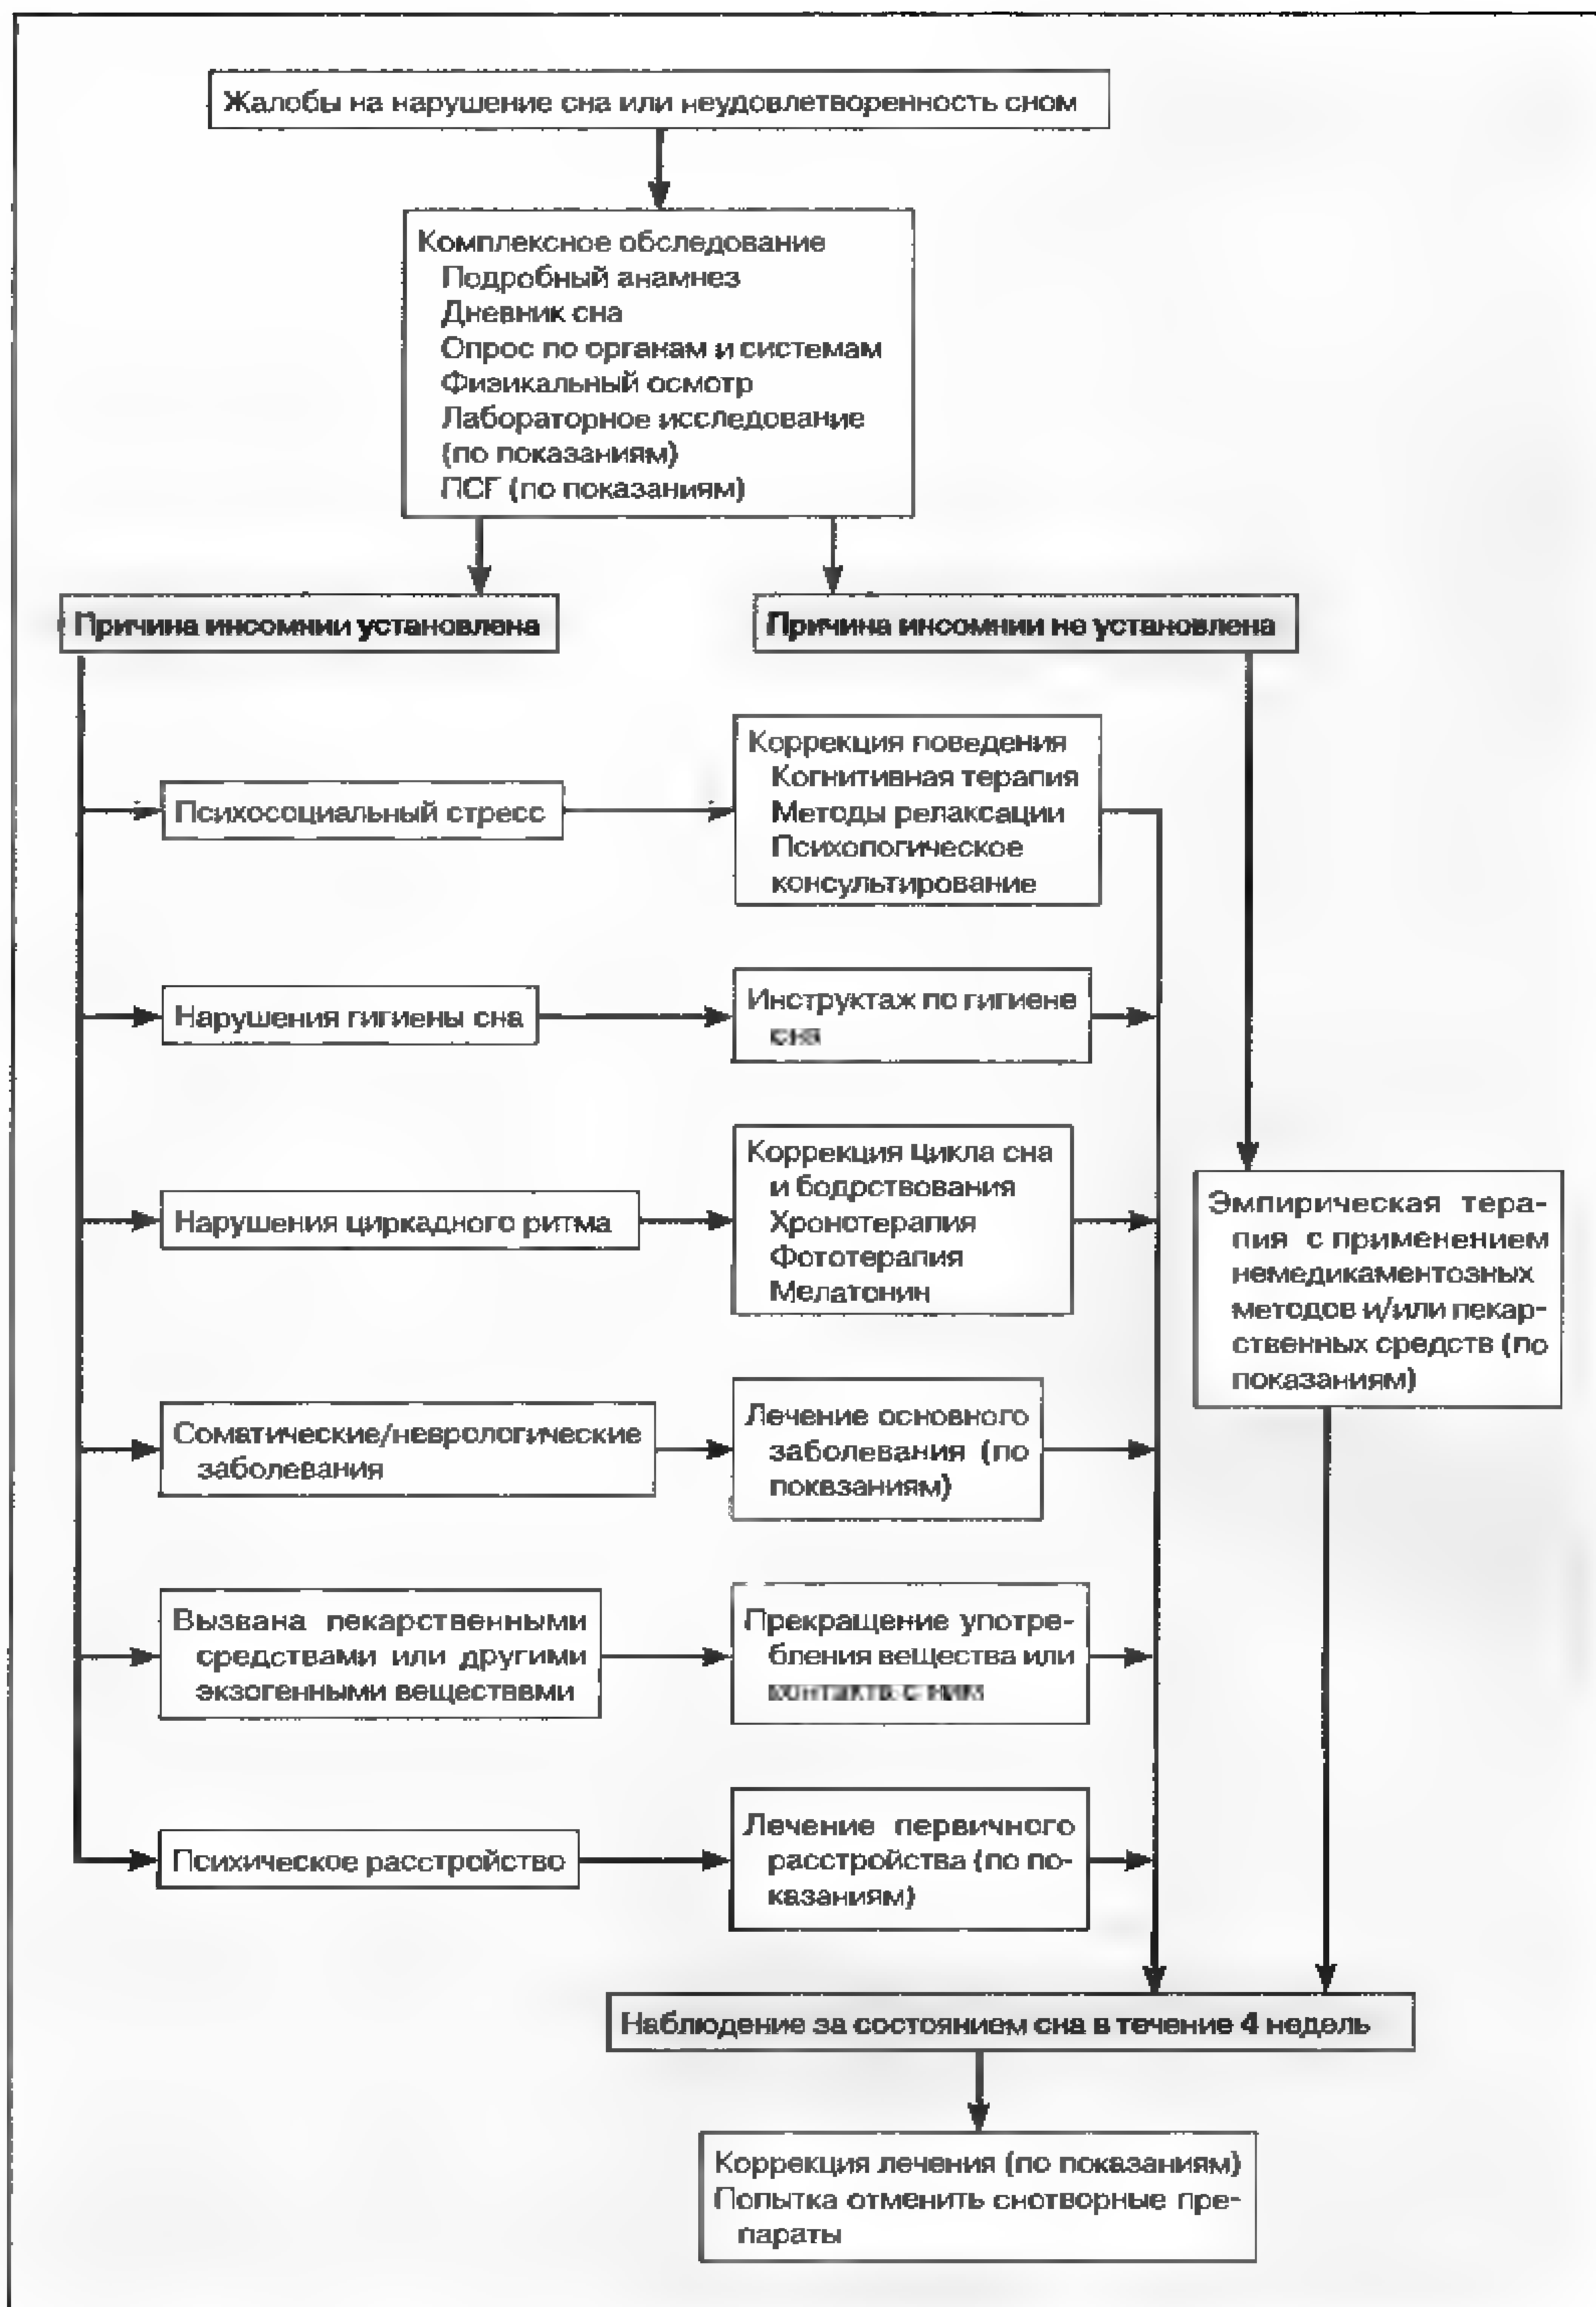 Жалобы на нарушение сна или неудовлетворенность сном
Комплексное обследование
Подробный анамнез
Дневник сна
Опрос по органам и системам
Физикальный осмотр
Лабораторное исследование
(по показаниям)
ПСГ (по показаниям)
Причина инсомнии установлена
Причина инсомнии не установлена
Психосоциальный стресс
Коррекция поведения
Когнитивная терапия
Методы релаксации
Психологическое
консультирование
Нарушения гигиены сна
Инструктаж по гигиене
сна
Нарушения циркадного ритма
Коррекция цикла сна
и бодрствования
Хронотерапия
Фототерапия
Мелатонин
Эмпирическая тера-
пия с применением
немедикаментозных
методов и/или лекар-
ственных средств (по
показаниям)
Соматические/неврологические
заболевания
Лечение основного
заболевания (по
показаниям)
Вызвана лекарственными
средствами или другими
экзогенными веществами
Прекращение употре-
бления вещества или
контакта с ним
Психическое расстройство
Лечение первичного
расстройства (по по-
казаниям)
Наблюдение за состоянием сна в течение 4 недель
Коррекция лечения (по показаниям)
Попытка отменить снотворные пре-
параты